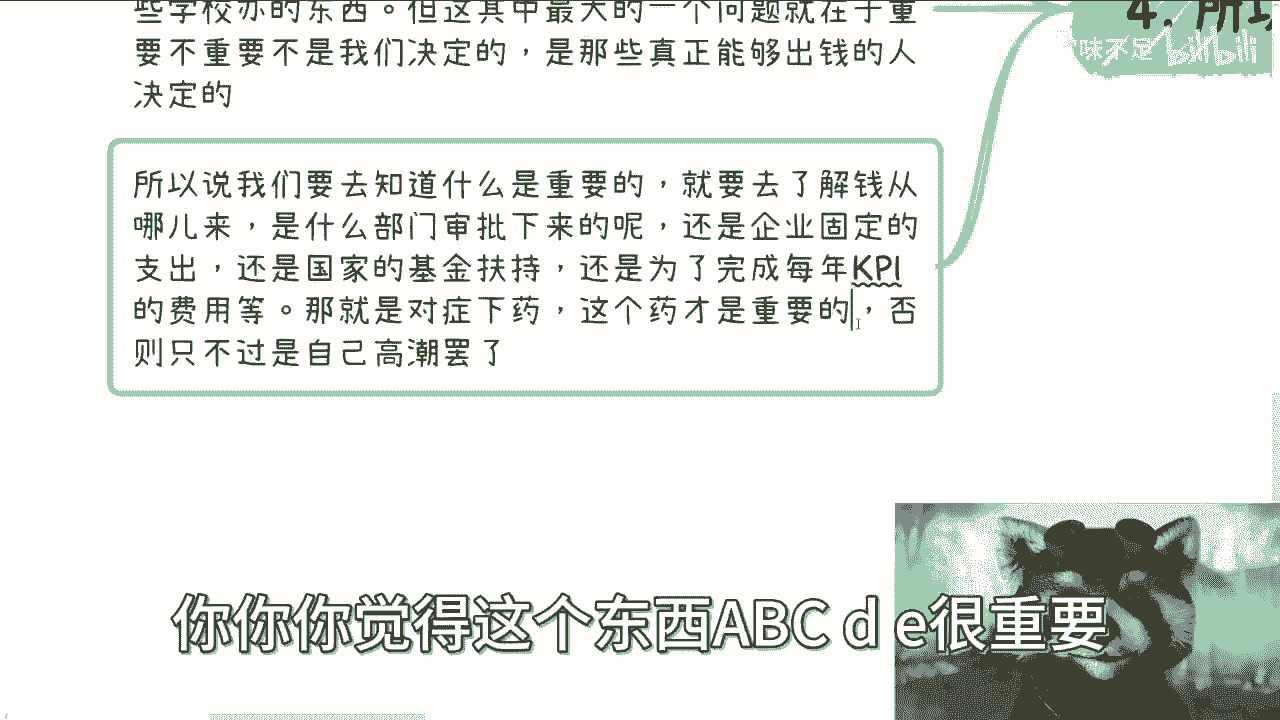 些学校办的东西。但这其中最大的一个问题就在于重
要不要不是我们决定的，是那些真正能够出钱的人
决定的
4. 所以
bilibili
所以说我们要去知道什么是重要的，就要去了解钱从
哪儿来，是什么部门审批下来的呢，还是企业固定的
支出，还是国家的基金扶持，还是为了完成每年KPI
的费用等。那就是对症下药，这个药才是重要的，否
则只不过是自己高潮罢了
你你你觉得这个东西ABC d e很重要